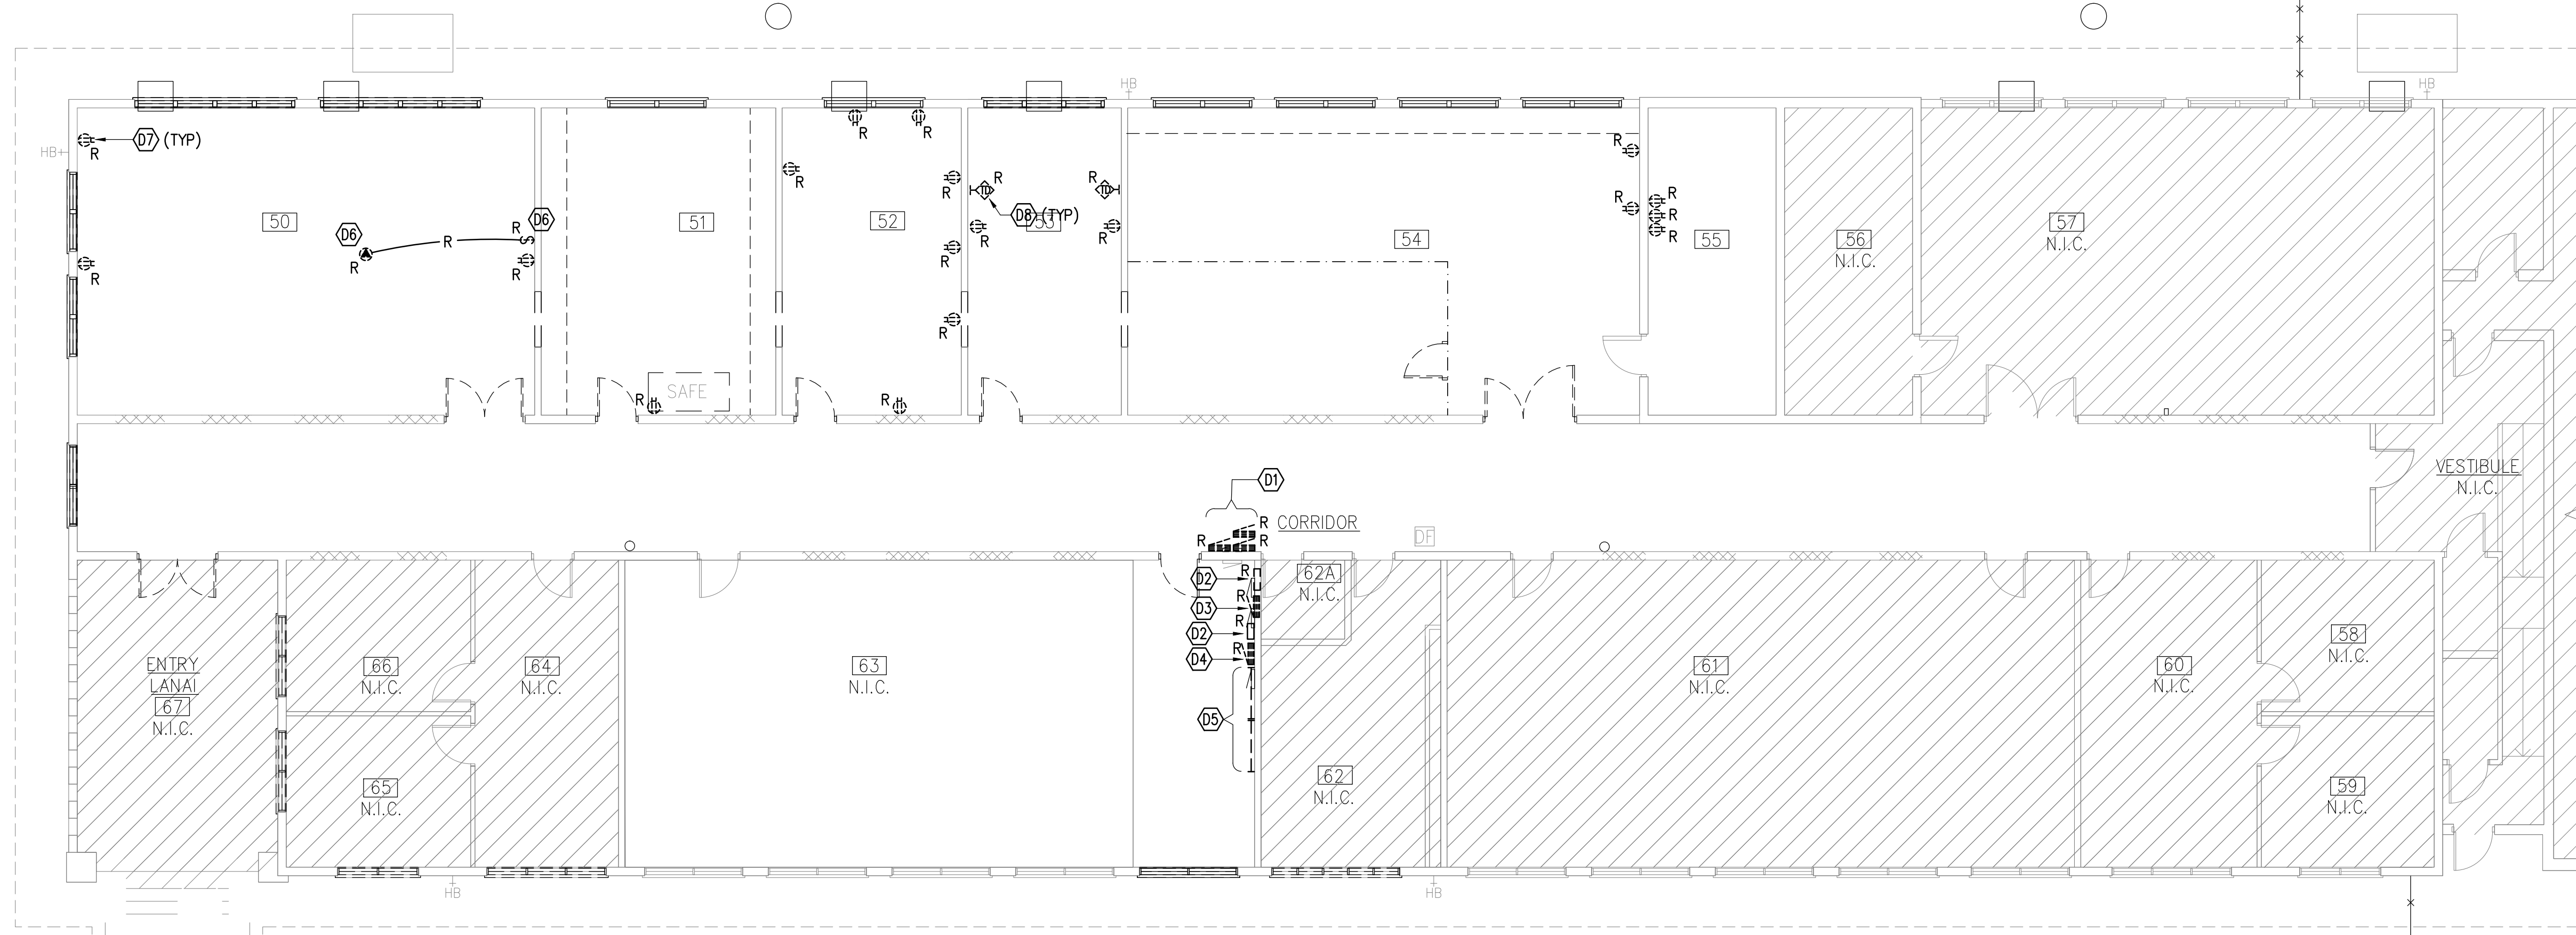 HB
HB
D7 (TYP)
R
HB
R
R
R
R
R
R
R
R
R
R
R
R
50
D6
R
R
D6
R
R
R
51
52
R
R
R
R
D8 (TYP)
53
R
R
54
55
56
N.I.C.
57
N.I.C.
SAFE
R
R
D1
R
CORRIDOR
R
R
DF
VESTIBULE
N.I.C.
D2
R
D3
R
D2
R
D4
R
D5
62A
N.I.C.
ENTRY
LANAI
67
N.I.C.
66
N.I.C.
64
N.I.C.
63
N.I.C.
61
N.I.C.
60
N.I.C.
58
N.I.C.
65
N.I.C.
62
N.I.C.
59
N.I.C.
HB
HB